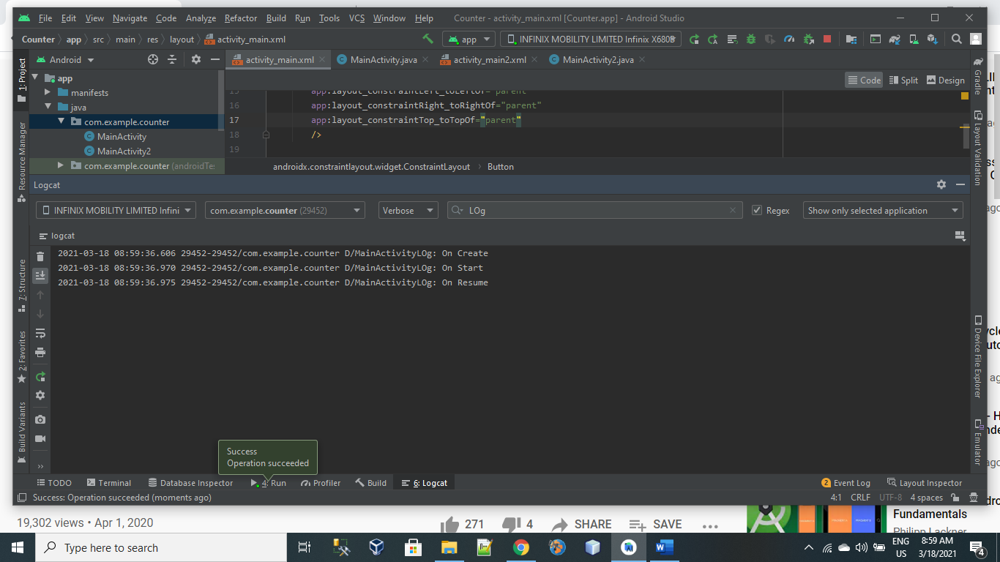 File Edit View Navigate Code Analyze Refactor Build Run Tools VCS Window Help Counter - activity_main.xml [Counter.app] - Android Studio
Counter app src main res layout activity_main.xml app INFINIX MOBILITY LIMITED Infinix X680B
1: Project
Resource Manager
7: Structure
2: Favorites
Build Variants
Android
app
manifests
java
com.example.counter
MainActivity
MainActivity2
com.example.counter (androidTe
activity_main.xml MainActivity.java activity_main2.xml MainActivity2.java
Code Split Design
15 app:layout_constraintLeft_toLeftOf="parent"
16 app:layout_constraintRight_toRightOf="parent"
17 app:layout_constraintTop_toTopOf="parent"
18 />
19
androidx.constraintlayout.widget.ConstraintLayout Button
Gradle
Layout Validation
Device File Explorer
Emulator
Logcat
INFINIX MOBILITY LIMITED Infini com.example.counter (29452) Verbose LOg Regex Show only selected application
logcat
2021-03-18 08:59:36.606 29452-29452/com.example.counter D/MainActivityLOg: On Create
2021-03-18 08:59:36.970 29452-29452/com.example.counter D/MainActivityLOg: On Start
2021-03-18 08:59:36.975 29452-29452/com.example.counter D/MainActivityLOg: On Resume
Success
Operation succeeded
TODO Terminal Database Inspector 4: Run Profiler Build 6: Logcat 2 Event Log Layout Inspector
Success: Operation succeeded (moments ago) 4:1 CRLF UTF-8 4 spaces
19,302 views • Apr 1, 2020 271 4 SHARE SAVE
Fundamentals
Philipp Lackner
Type here to search
ENG
US
8:59 AM
3/18/2021
4